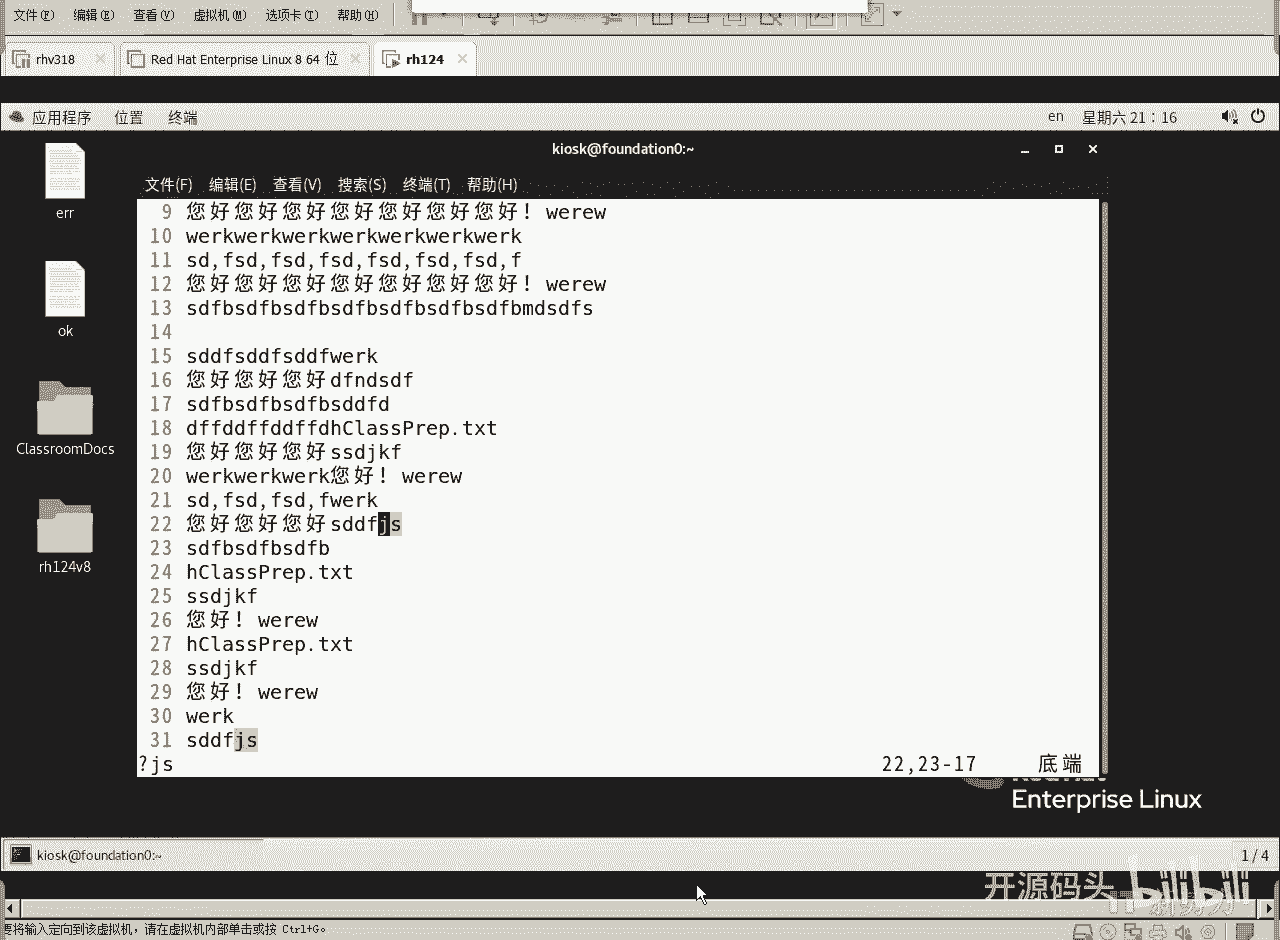 文件(F) 编辑(E) 查看(V) 虚拟机(M) 选项卡(T) 帮助(H)
rhv318 Red Hat Enterprise Linux 8 64 位 rh124
应用程序 位置 终端 en 星期六 21：16
kiosk@foundation0:~
文件(F) 编辑(E) 查看(V) 搜索(S) 终端(T) 帮助(H)
err
ok
ClassroomDocs
rh124v8
9 您好您好您好您好您好您好您好！werew
10 werkwerkwerkwerkwerkwerkwerk
11 sd,fsd,fsd,fsd,fsd,fsd,fsd,f
12 您好您好您好您好您好您好您好！werew
13 sdfbsdfbsdfbsdfbsdfbsdfbsdfbmdsdfs
14
15 sddfsddfsddfwerk
16 您好您好您好dfndsdf
17 sdfbsdfbsdfbsddfd
18 dffddffddffdhClassPrep.txt
19 您好您好您好ssdjkf
20 werkwerkwerk您好！werew
21 sd,fsd,fsd,fwerk
22 您好您好您好sddfjs
23 sdfbsdfbsdfb
24 hClassPrep.txt
25 ssdjkf
26 您好！werew
27 hClassPrep.txt
28 ssdjkf
29 您好！werew
30 werk
31 sddfjs
?js 22,23-17 底端
Enterprise Linux
kiosk@foundation0:~ 1 / 4
开源码头 bilibili
要将输入定向到该虚拟机，请在虚拟机内部单击或按 Ctrl+G。